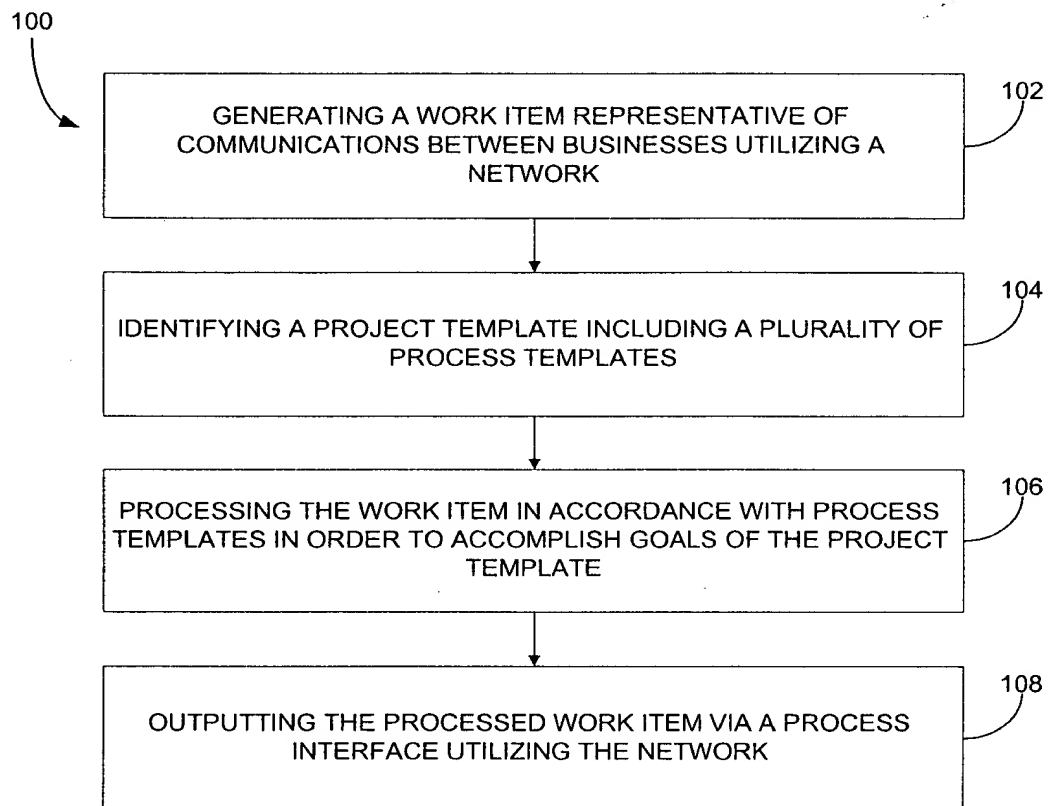 100
102
GENERATING A WORK ITEM REPRESENTATIVE OF
COMMUNICATIONS BETWEEN BUSINESSES UTILIZING A
NETWORK
104
IDENTIFYING A PROJECT TEMPLATE INCLUDING A PLURALITY OF
PROCESS TEMPLATES
106
PROCESSING THE WORK ITEM IN ACCORDANCE WITH PROCESS
TEMPLATES IN ORDER TO ACCOMPLISH GOALS OF THE PROJECT
TEMPLATE
108
OUTPUTTING THE PROCESSED WORK ITEM VIA A PROCESS
INTERFACE UTILIZING THE NETWORK